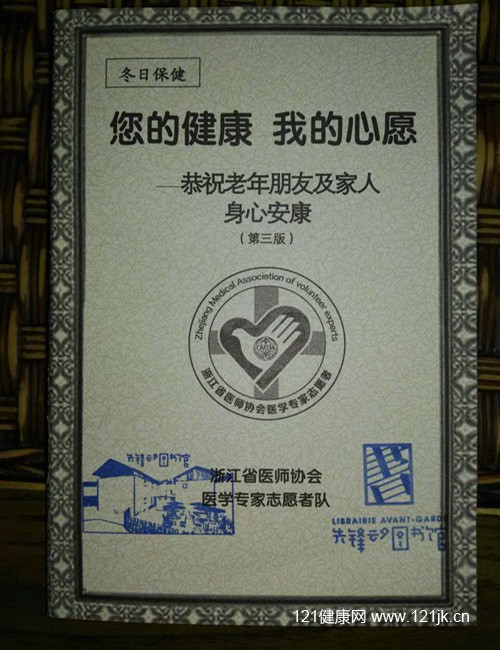 冬日保健
您的健康 我的心愿
——恭祝老年朋友及家人
身心安康
（第三版）
Zhejiang Medical Association of volunteer experts
浙江省医师协会医学专家志愿者
先锋云夕图书馆
浙江省医师协会
医学专家志愿者队
LIBRAIRIE AVANT-GARDE
先锋云夕图书馆
121健康网 www.121jk.cn